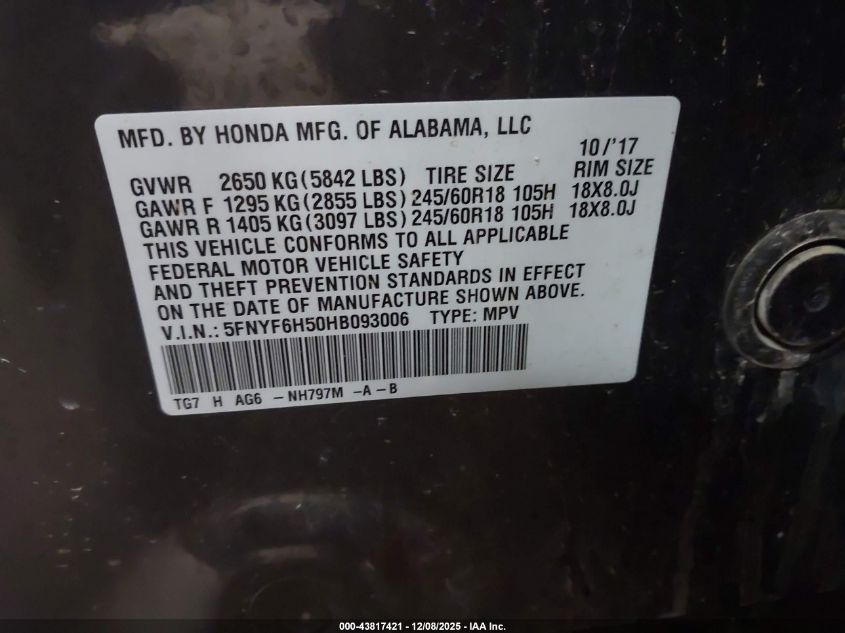 MFD. BY HONDA MFG. OF ALABAMA, LLC 10/'17
GVWR 2650 KG(5842 LBS) TIRE SIZE RIM SIZE
GAWR F 1295 KG(2855 LBS) 245/60R18 105H 18X8.0J
GAWR R 1405 KG(3097 LBS) 245/60R18 105H 18X8.0J
THIS VEHICLE CONFORMS TO ALL APPLICABLE
FEDERAL MOTOR VEHICLE SAFETY
AND THEFT PREVENTION STANDARDS IN EFFECT
ON THE DATE OF MANUFACTURE SHOWN ABOVE.
V.I.N.: 5FNYF6H50HB093006 TYPE: MPV
TG7 H AG6 -NH797M -A-B
000-43817421 - 12/08/2025 - IAA Inc.